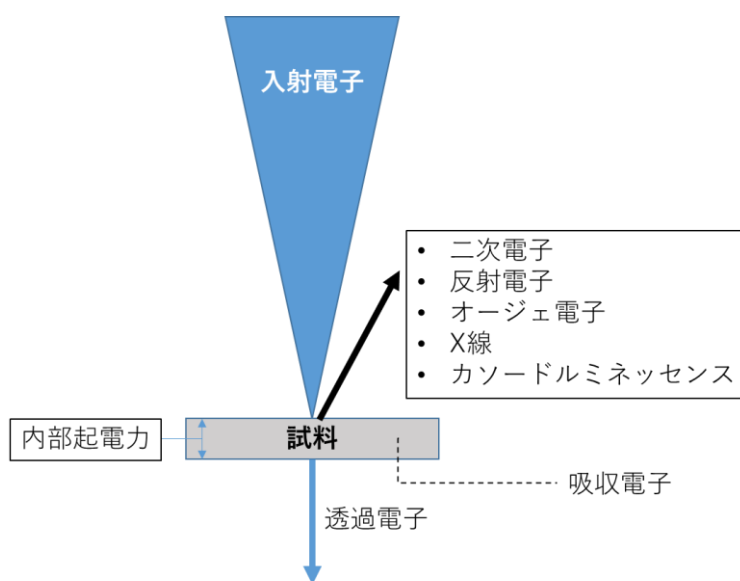 入射電子
• 二次電子
• 反射電子
• オージェ電子
• X線
• カソードルミネッセンス
内部起電力
試料
吸収電子
透過電子